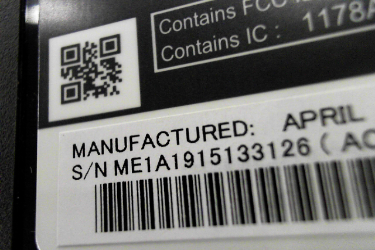 Contains FCC
Contains IC : 1178A
MANUFACTURED: APRIL
S/N ME1A1915133126 ( AC